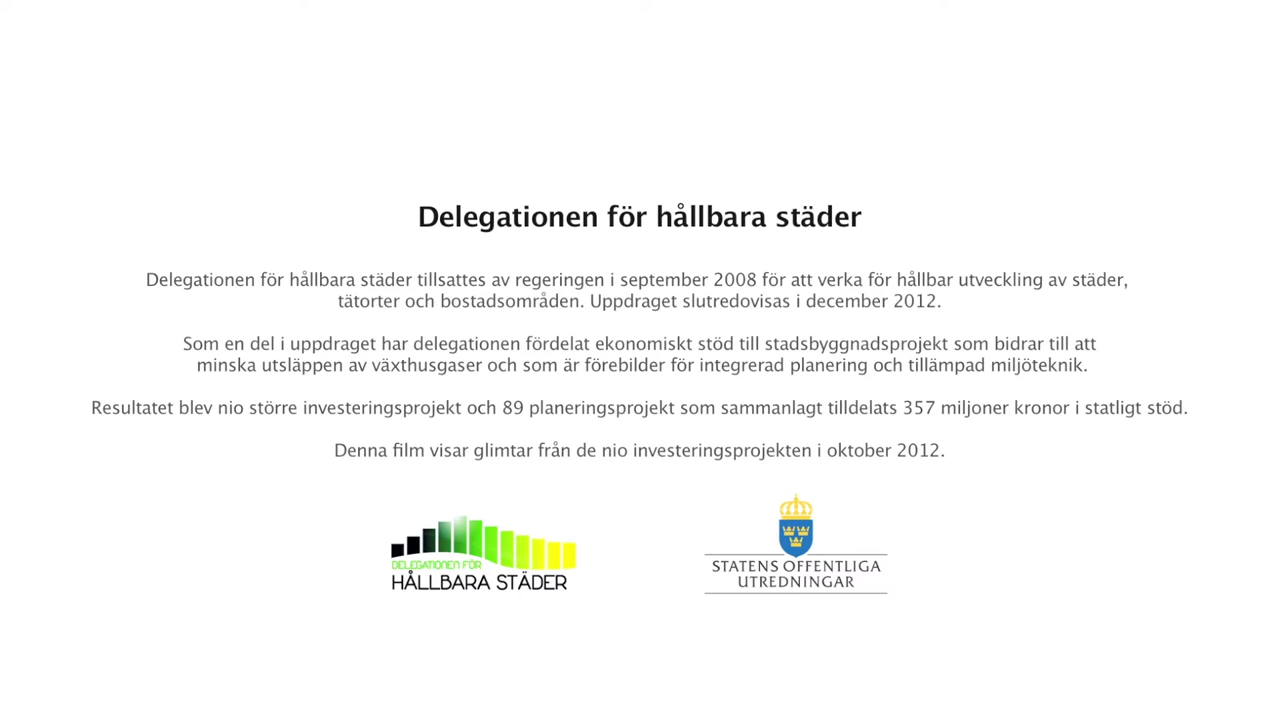 Delegationen för hållbara städer
Delegationen för hållbara städer tillsattes av regeringen i september 2008 för att verka för hållbar utveckling av städer,
tätorter och bostadsområden. Uppdraget slutredovisas i december 2012.
Som en del i uppdraget har delegationen fördelat ekonomiskt stöd till stadsbyggnadsprojekt som bidrar till att
minska utsläppen av växthusgaser och som är förebilder för integrerad planering och tillämpad miljöteknik.
Resultatet blev nio större investeringsprojekt och 89 planeringsprojekt som sammanlagt tilldelats 357 miljoner kronor i statligt stöd.
Denna film visar glimtar från de nio investeringsprojekten i oktober 2012.
DELEGATIONEN FÖR
HÅLLBARA STÄDER
STATENS OFFENTLIGA
UTREDNINGAR